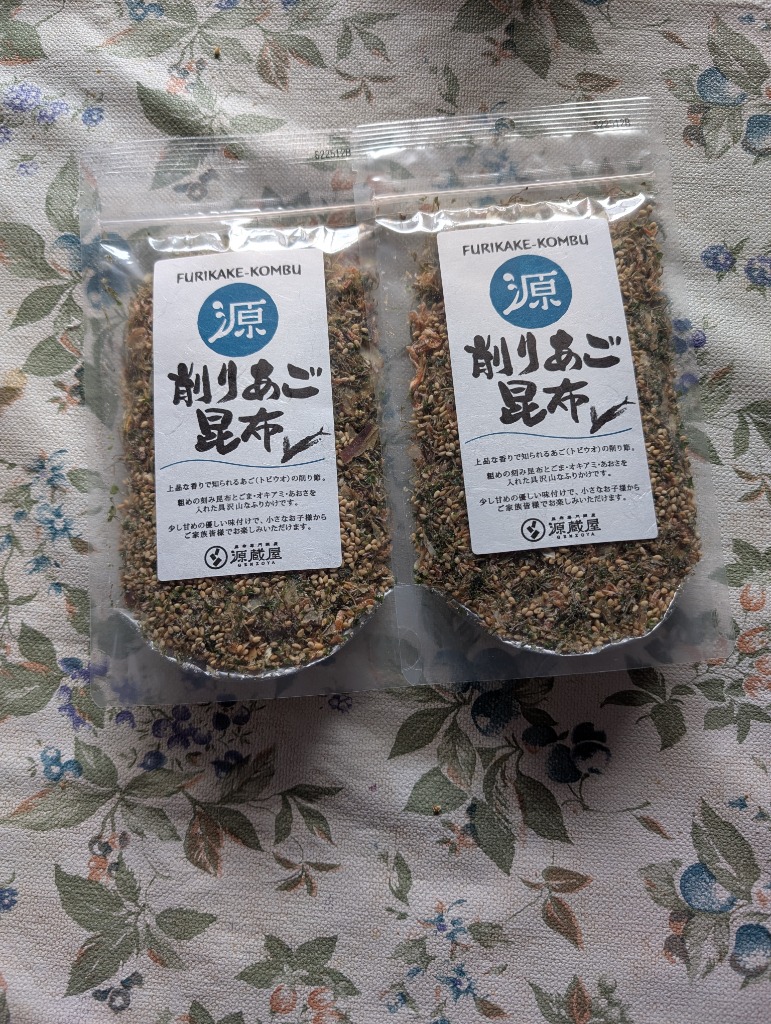 S22512B
FURIKAKE-KOMBU
源
削りあご
昆布
上品な香りで知られるあご(トビウオ)の削り節。
粗めの刻み昆布とごま・オキアミ・あおさを
入れた具沢山なふりかけです。
少し甘めの優しい味付けで、小さなお子様から
ご家族皆様でお楽しみいただけます。
源蔵屋
GENZOYA
S22512B
FURIKAKE-KOMBU
源
削りあご
昆布
上品な香りで知られるあご(トビウオ)の削り節。
粗めの刻み昆布とごま・オキアミ・あおさを
入れた具沢山なふりかけです。
少し甘めの優しい味付けで、小さなお子様から
ご家族皆様でお楽しみいただけます。
源蔵屋
GENZOYA